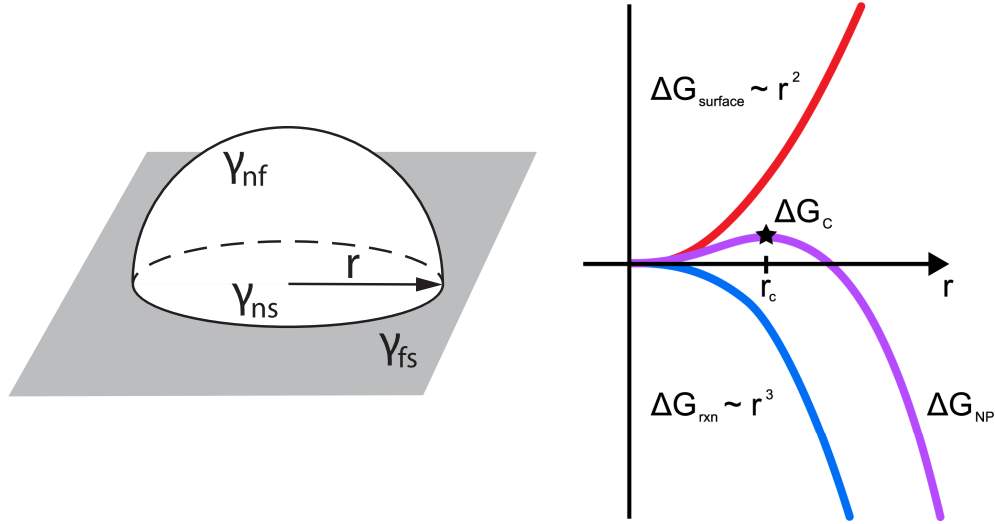 γnf
r
γns
γfs
ΔGsurface ~ r²
ΔGC
rc
r
ΔGrxn ~ r³
ΔGNP